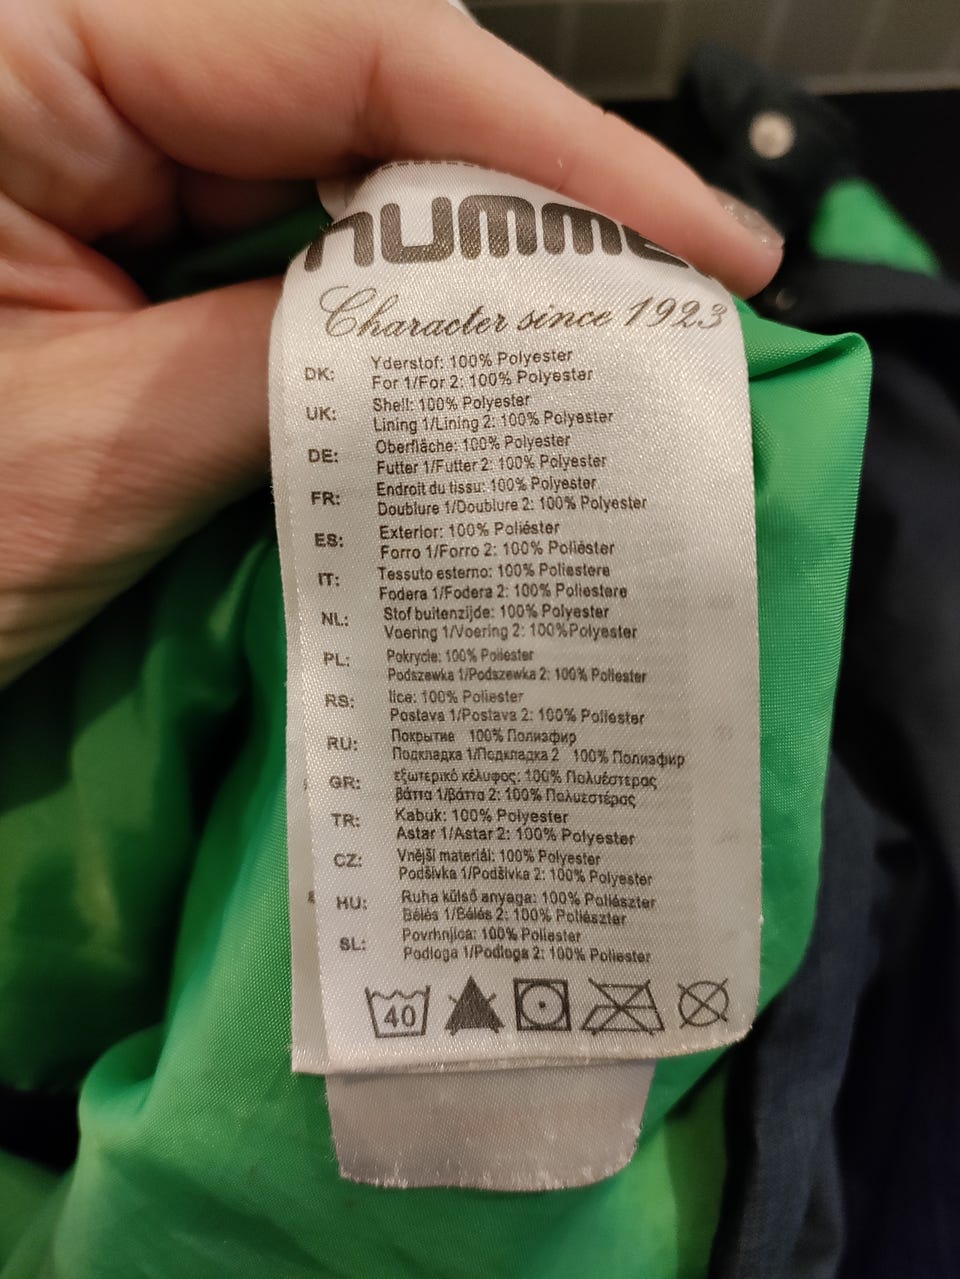 humme
Character since 1923
DK: Yderstof: 100% Polyester
For 1/For 2: 100% Polyester
UK: Shell: 100% Polyester
Lining 1/Lining 2: 100% Polyester
DE: Oberfläche: 100% Polyester
Futter 1/Futter 2: 100% Polyester
FR: Endroit du tissu: 100% Polyester
Doublure 1/Doublure 2: 100% Polyester
ES: Exterior: 100% Poliéster
Forro 1/Forro 2: 100% Poliéster
IT: Tessuto esterno: 100% Poliestere
Fodera 1/Fodera 2: 100% Poliestere
NL: Stof buitenzijde: 100% Polyester
Voering 1/Voering 2: 100%Polyester
PL: Pokrycie: 100% Poliester
Podszewka 1/Podszewka 2: 100% Poliester
RS: lice: 100% Poliester
Postava 1/Postava 2: 100% Poliester
RU: Покрытие 100% Полиэфир
Подкладка 1/Подкладка 2 100% Полиэфир
GR: εξωτερικό κέλυφος: 100% Πολυέστερας
βάττα 1/βάττα 2: 100% Πολυεστέρας
TR: Kabuk: 100% Polyester
Astar 1/Astar 2: 100% Polyester
CZ: Vnější materiál: 100% Polyester
Podšívka 1/Podšívka 2: 100% Polyester
HU: Ruha külső anyaga: 100% Poliészter
Bélés 1/Bélés 2: 100% Poliészter
SL: Povrhnjica: 100% Poliester
Podloga 1/Podloga 2: 100% Poliester
40